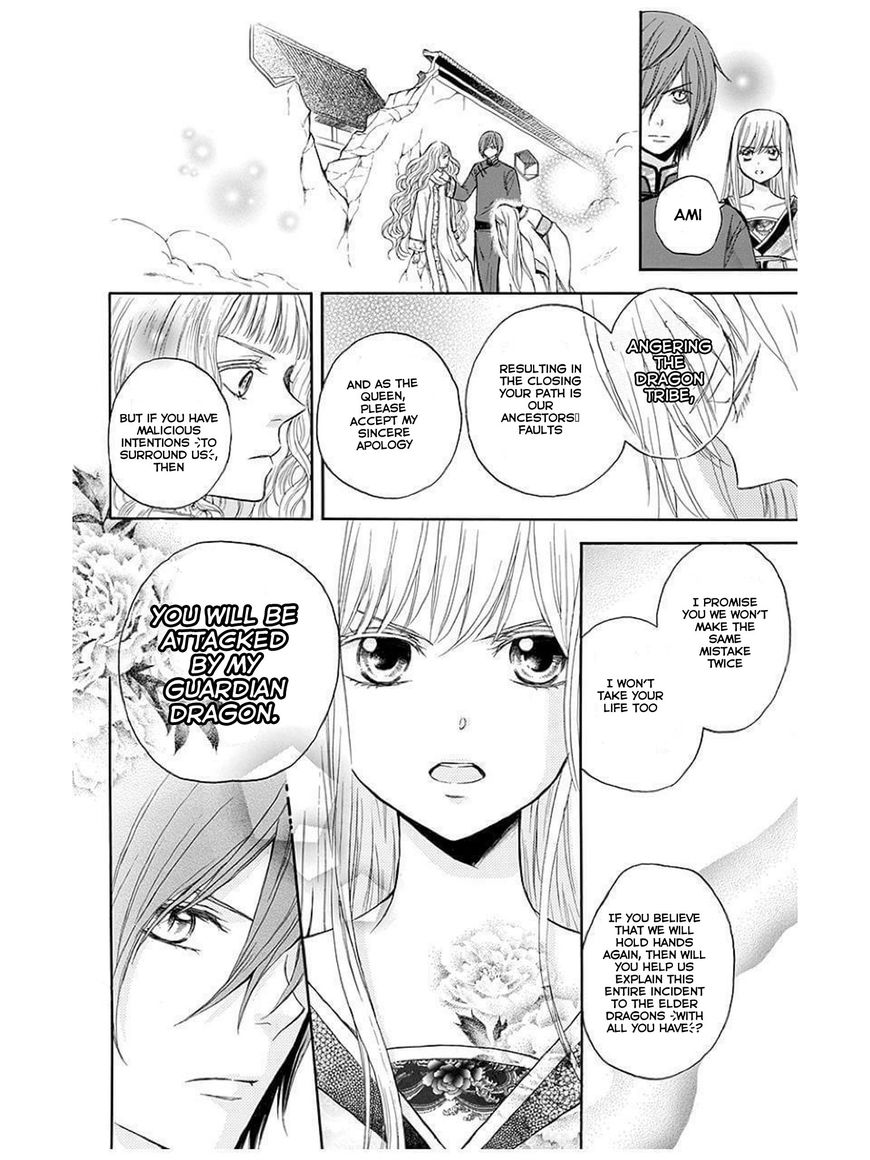 AMI
ANGERING
THE
DRAGON
TRIBE,
RESULTING IN
THE CLOSING
YOUR PATH IS
OUR
ANCESTORS▯
FAULTS
AND AS THE
QUEEN,
PLEASE
ACCEPT MY
SINCERE
APOLOGY
BUT IF YOU HAVE
MALICIOUS
INTENTIONS -:TO
SURROUND US:-,
THEN
I PROMISE
YOU WE WON'T
MAKE THE
SAME
MISTAKE
TWICE
I WON'T
TAKE YOUR
LIFE TOO
IF YOU BELIEVE
THAT WE WILL
HOLD HANDS
AGAIN, THEN WILL
YOU HELP US
EXPLAIN THIS
ENTIRE INCIDENT
TO THE ELDER
DRAGONS -:WITH
ALL YOU HAVE:-?
YOU WILL BE
ATTACKED
BY MY
GUARDIAN
DRAGON.